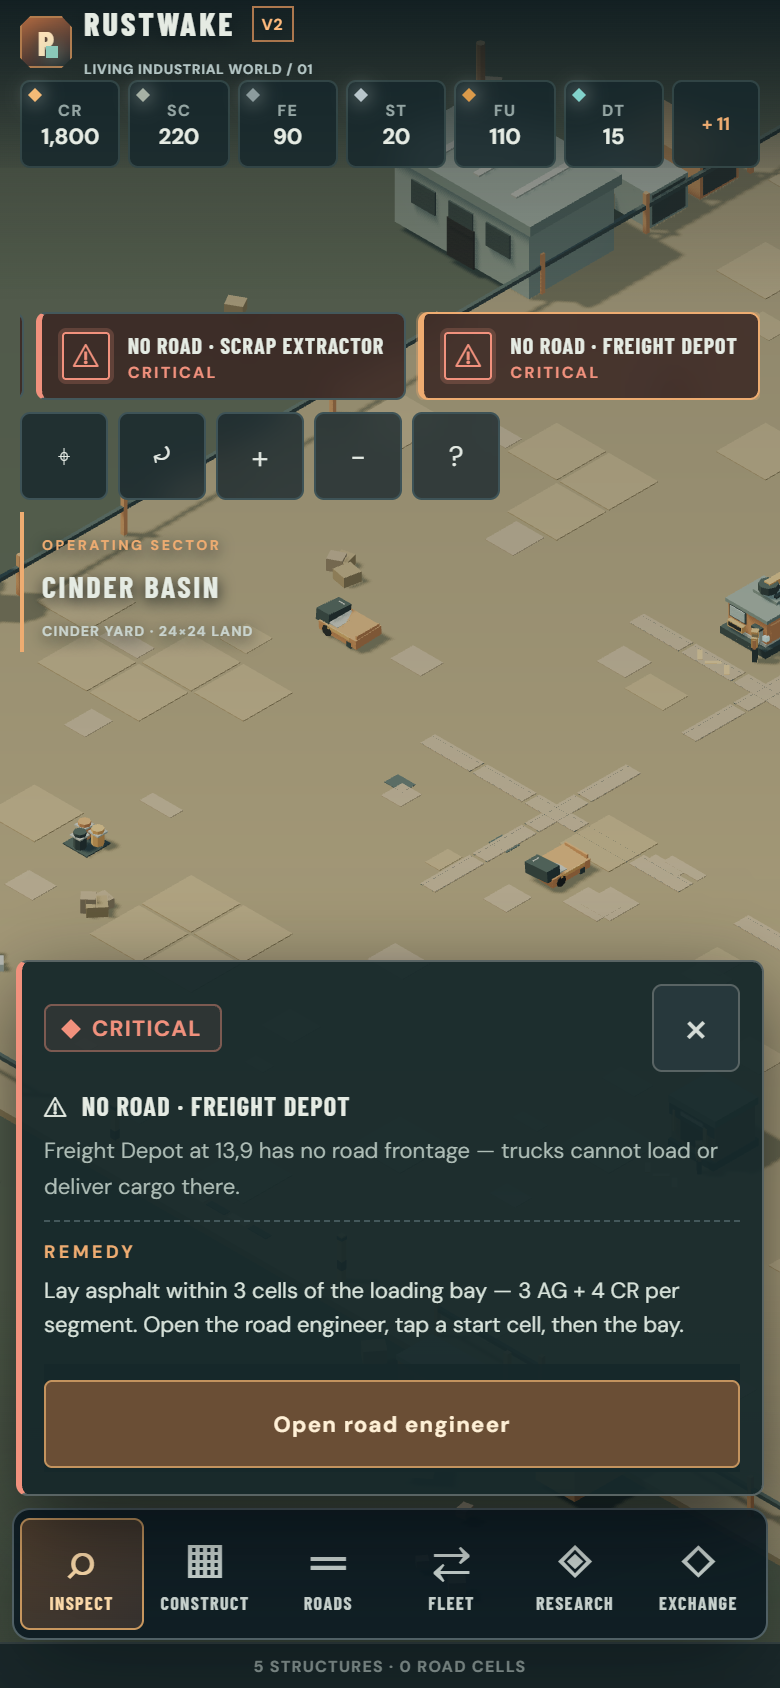 RUSTWAKE V2
LIVING INDUSTRIAL WORLD / 01
CR SC FE ST FU DT
1,800 220 90 20 110 15 + 11
NO ROAD · SCRAP EXTRACTOR
CRITICAL
NO ROAD · FREIGHT DEPOT
CRITICAL
+ - ?
OPERATING SECTOR
CINDER BASIN
CINDER YARD · 24×24 LAND
CRITICAL
NO ROAD · FREIGHT DEPOT
Freight Depot at 13,9 has no road frontage — trucks cannot load or
deliver cargo there.
REMEDY
Lay asphalt within 3 cells of the loading bay — 3 AG + 4 CR per
segment. Open the road engineer, tap a start cell, then the bay.
Open road engineer
INSPECT CONSTRUCT ROADS FLEET RESEARCH EXCHANGE
5 STRUCTURES · 0 ROAD CELLS